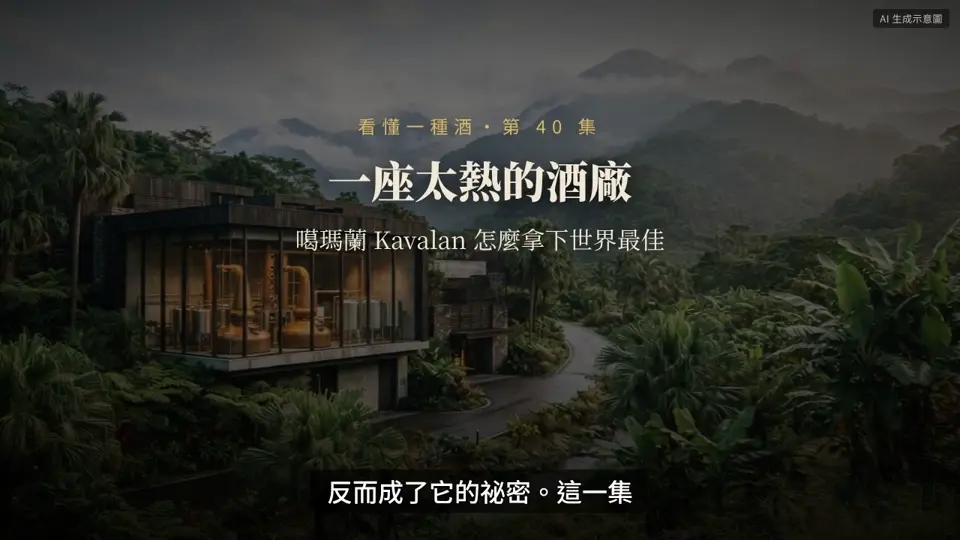 AI 生成示意圖
看懂一種酒・第 40 集
一座太熱的酒廠
噶瑪蘭 Kavalan 怎麼拿下世界最佳
反而成了它的祕密。這一集